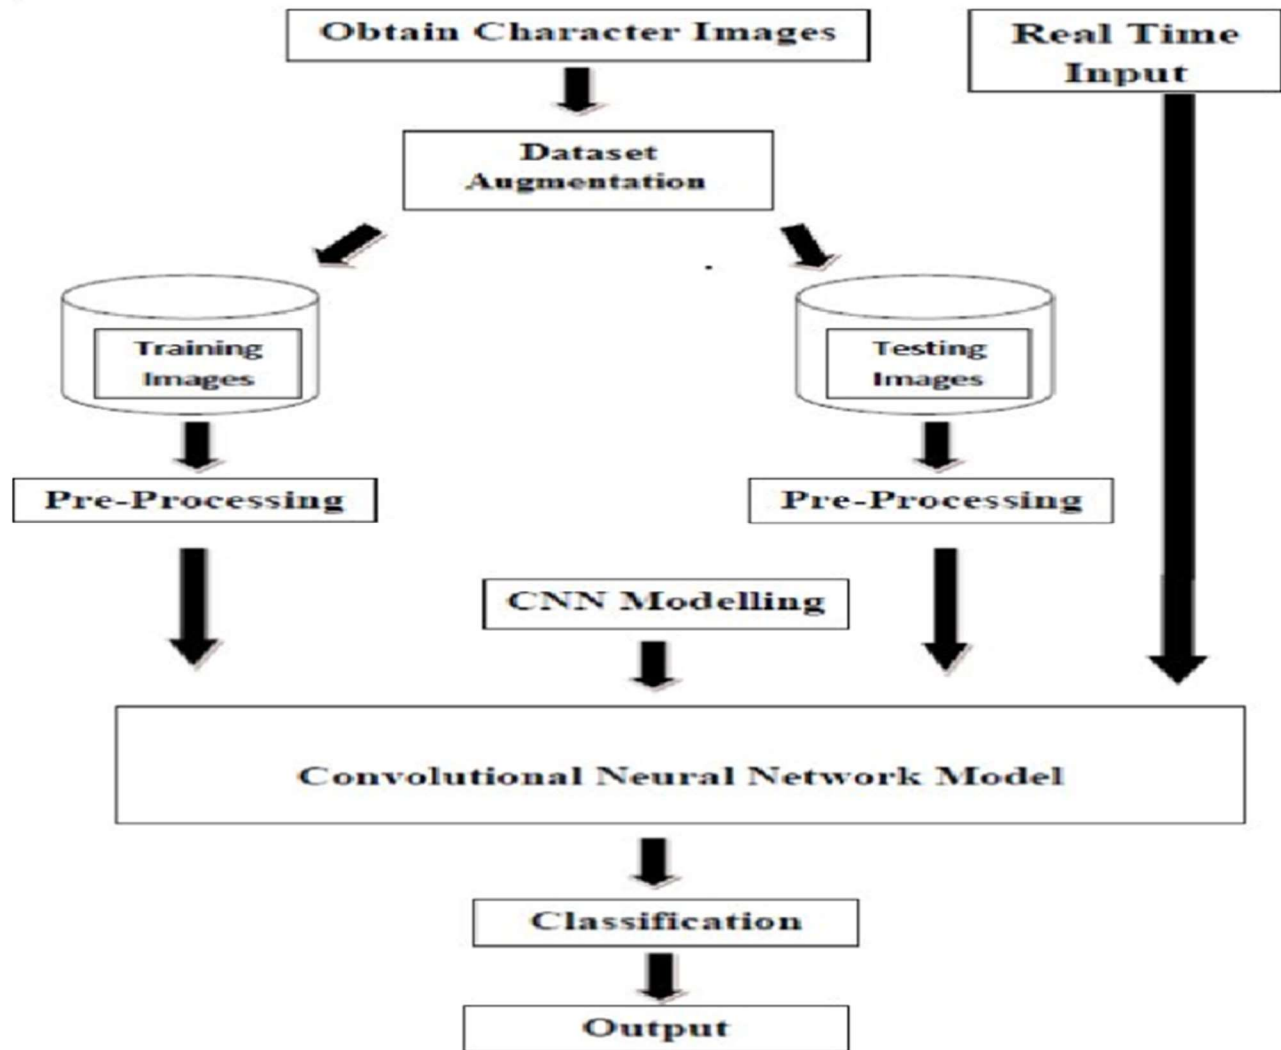 Obtain Character Images
Real Time
Input
Dataset
Augmentation
Training
Images
Testing
Images
Pre-Processing
Pre-Processing
CNN Modelling
Convolutional Neural Network Model
Classification
Output